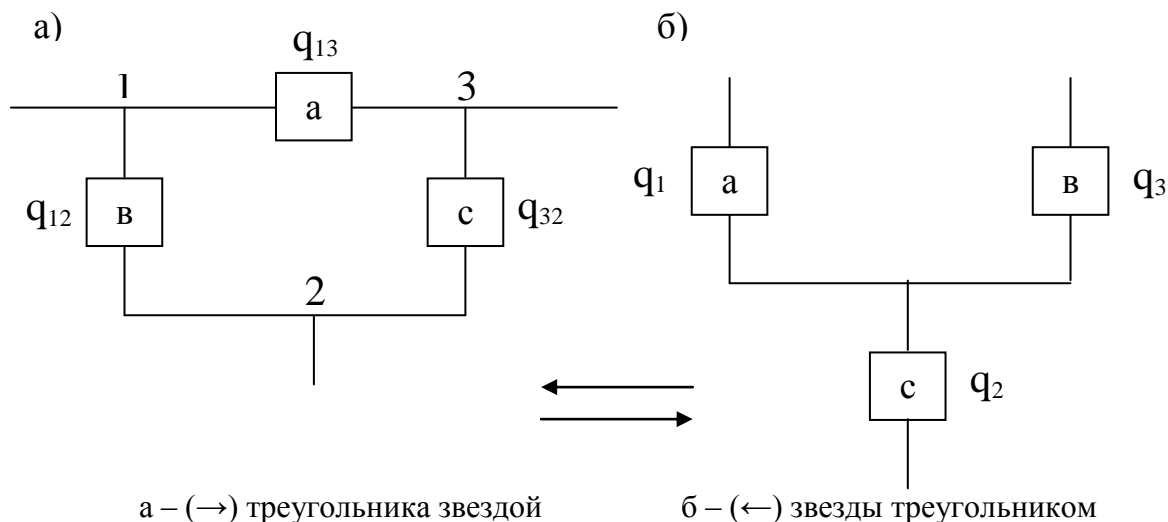 а)
б)
q13
1
а
3
q12
в
с
q32
2
q1
а
в
q3
с
q2
а – (→) треугольника звездой
б – (←) звезды треугольником